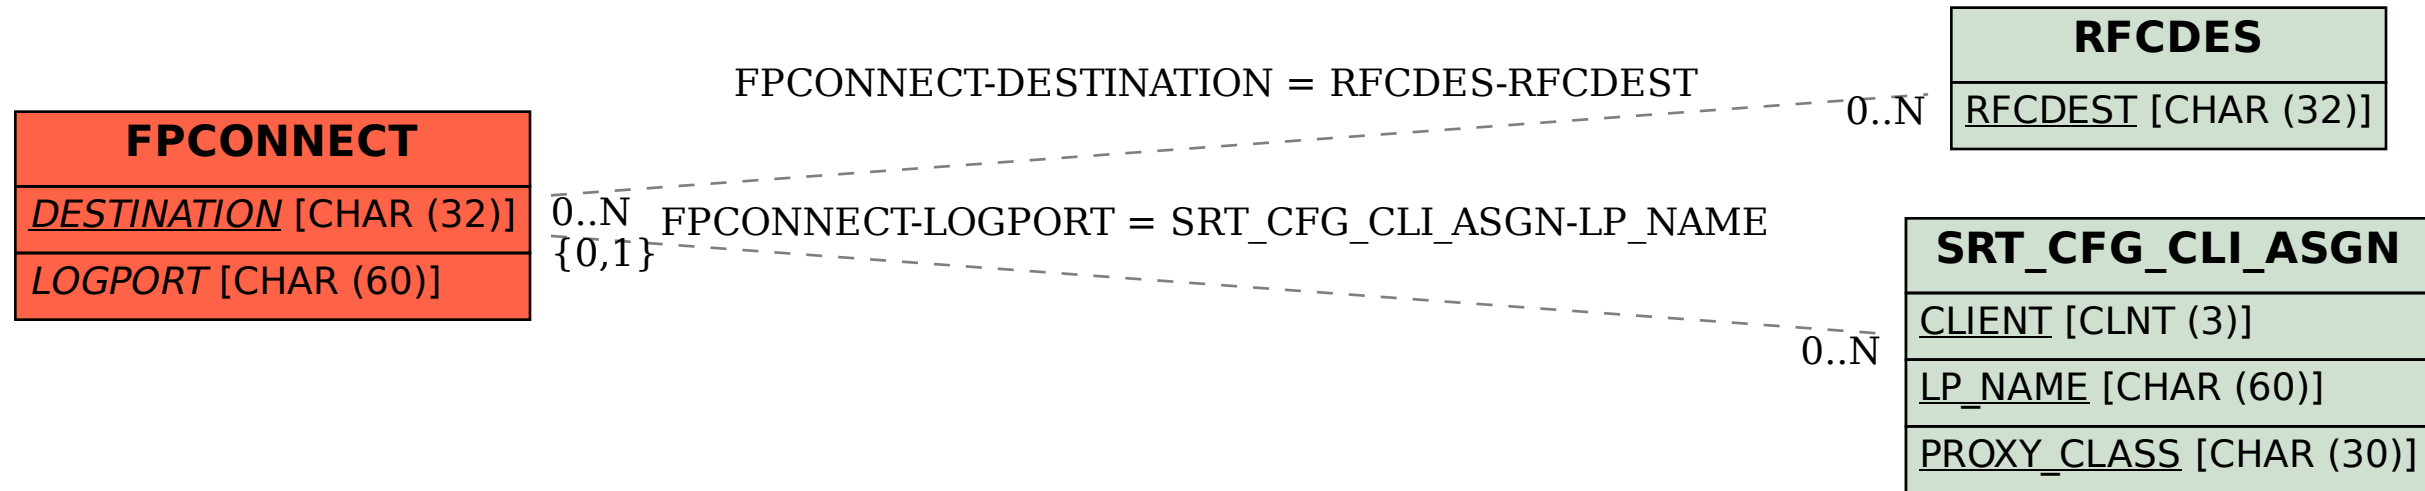 RFCDES
FPCONNECT-DESTINATION = RFCDES-RFCDEST
0..N
RFCDEST [CHAR (32)]
FPCONNECT
DESTINATION [CHAR (32)]
0..N
FPCONNECT-LOGPORT = SRT_CFG_CLI_ASGN-LP_NAME
{0,1}
LOGPORT [CHAR (60)]
SRT_CFG_CLI_ASGN
CLIENT [CLNT (3)]
0..N
LP_NAME [CHAR (60)]
PROXY_CLASS [CHAR (30)]